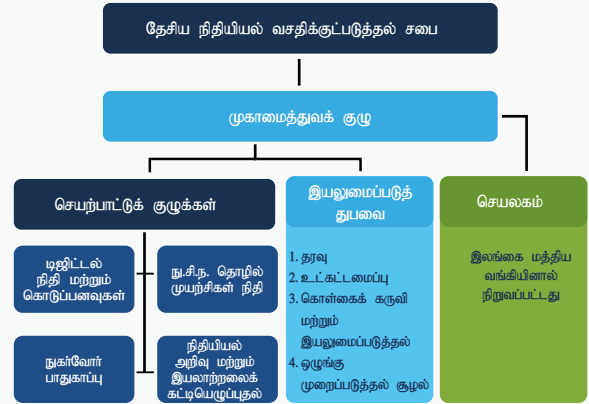 தேசிய நிதியியல் வசதிக்குட்படுத்தல் சபை
முகாமைத்துவக் குழு
செயற்பாட்டுக் குழுக்கள்
டிஜிட்டல்
நிதி மற்றும்
கொடுப்பனவுகள்
நு.சி.ந. தொழில்
முயற்சிகள் நிதி
நுகர்வோர்
பாதுகாப்பு
நிதியியல்
அறிவு மற்றும்
இயலாற்றலைக்
கட்டியெழுப்புதல்
இயலுமைப்படுத்
துபவை
1. தரவு
2. உட்கட்டமைப்பு
3. கொள்கைக் கருவி
மற்றும்
இயலுமைப்படுத்தல்
4. ஒழுங்கு
முறைப்படுத்தல் சூழல்
செயலகம்
இலங்கை மத்திய
வங்கியினால்
நிறுவப்பட்டது